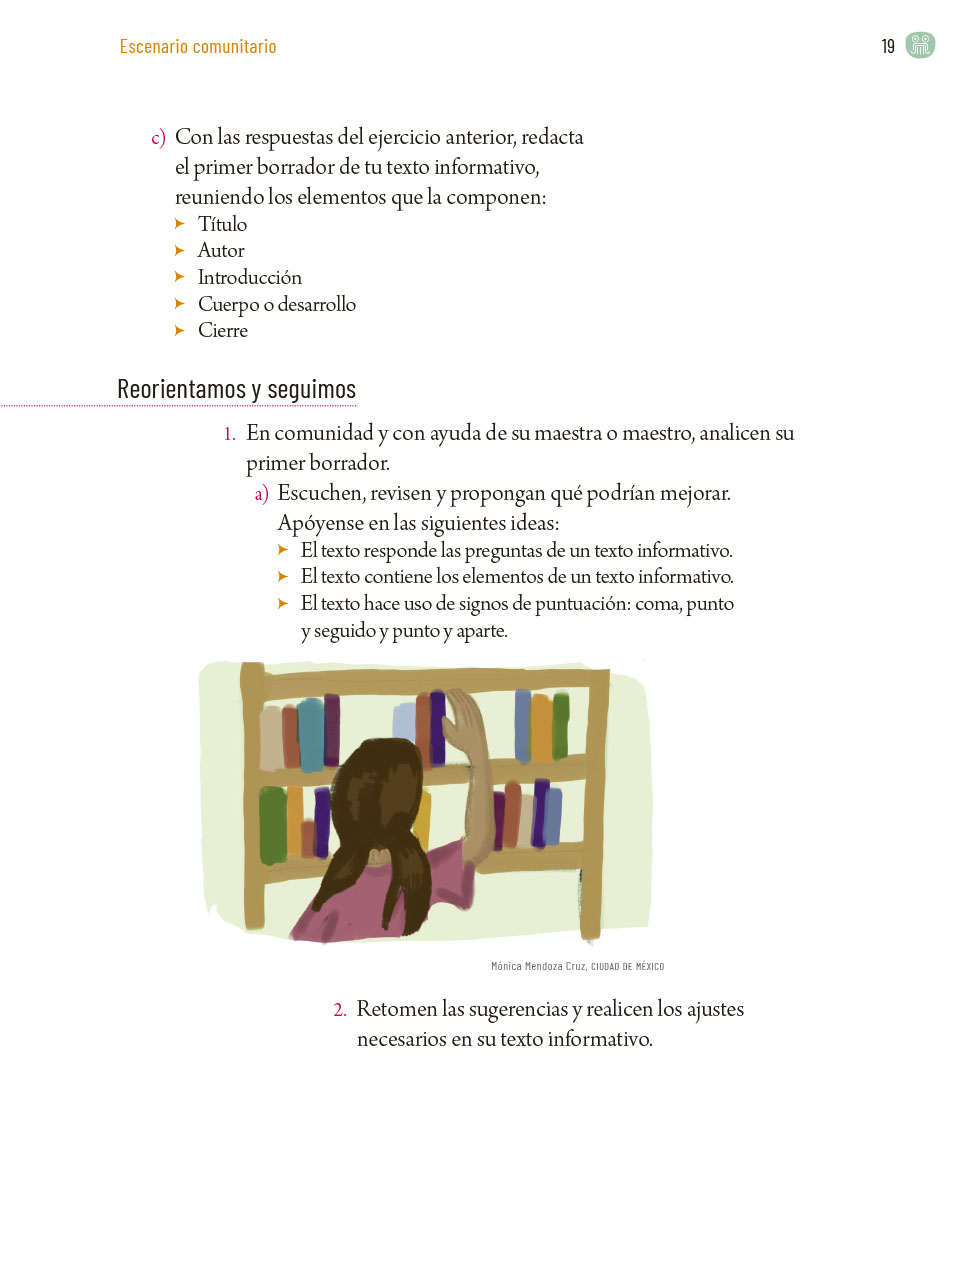 Escenario comunitario
19
c) Con las respuestas del ejercicio anterior, redacta
el primer borrador de tu texto informativo,
reuniendo los elementos que la componen:
➤ Título
➤ Autor
➤ Introducción
➤ Cuerpo o desarrollo
➤ Cierre
Reorientamos y seguimos
1. En comunidad y con ayuda de su maestra o maestro, analicen su
primer borrador.
a) Escuchen, revisen y propongan qué podrían mejorar.
Apóyense en las siguientes ideas:
➤ El texto responde las preguntas de un texto informativo.
➤ El texto contiene los elementos de un texto informativo.
➤ El texto hace uso de signos de puntuación: coma, punto
y seguido y punto y aparte.
Mónica Mendoza Cruz, CIUDAD DE MÉXICO
2. Retomen las sugerencias y realicen los ajustes
necesarios en su texto informativo.